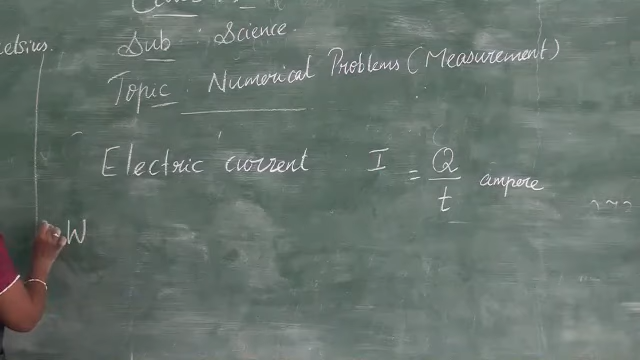 Sub : Science.
Topic : Numerical Problems (Measurement)
Electric current I = Q/t ampere
W